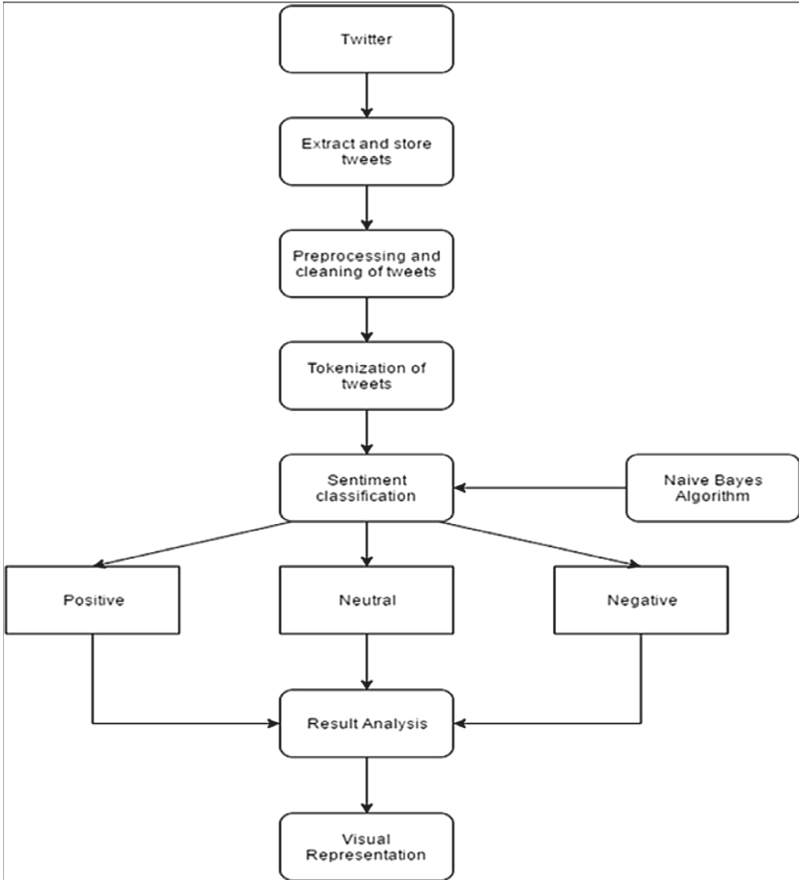 Twitter
Extract and store
tweets
Preprocessing and
cleaning of tweets
Tokenization of
tweets
Sentiment
classification
Naive Bayes
Algorithm
Positive
Neutral
Negative
Result Analysis
Visual
Representation